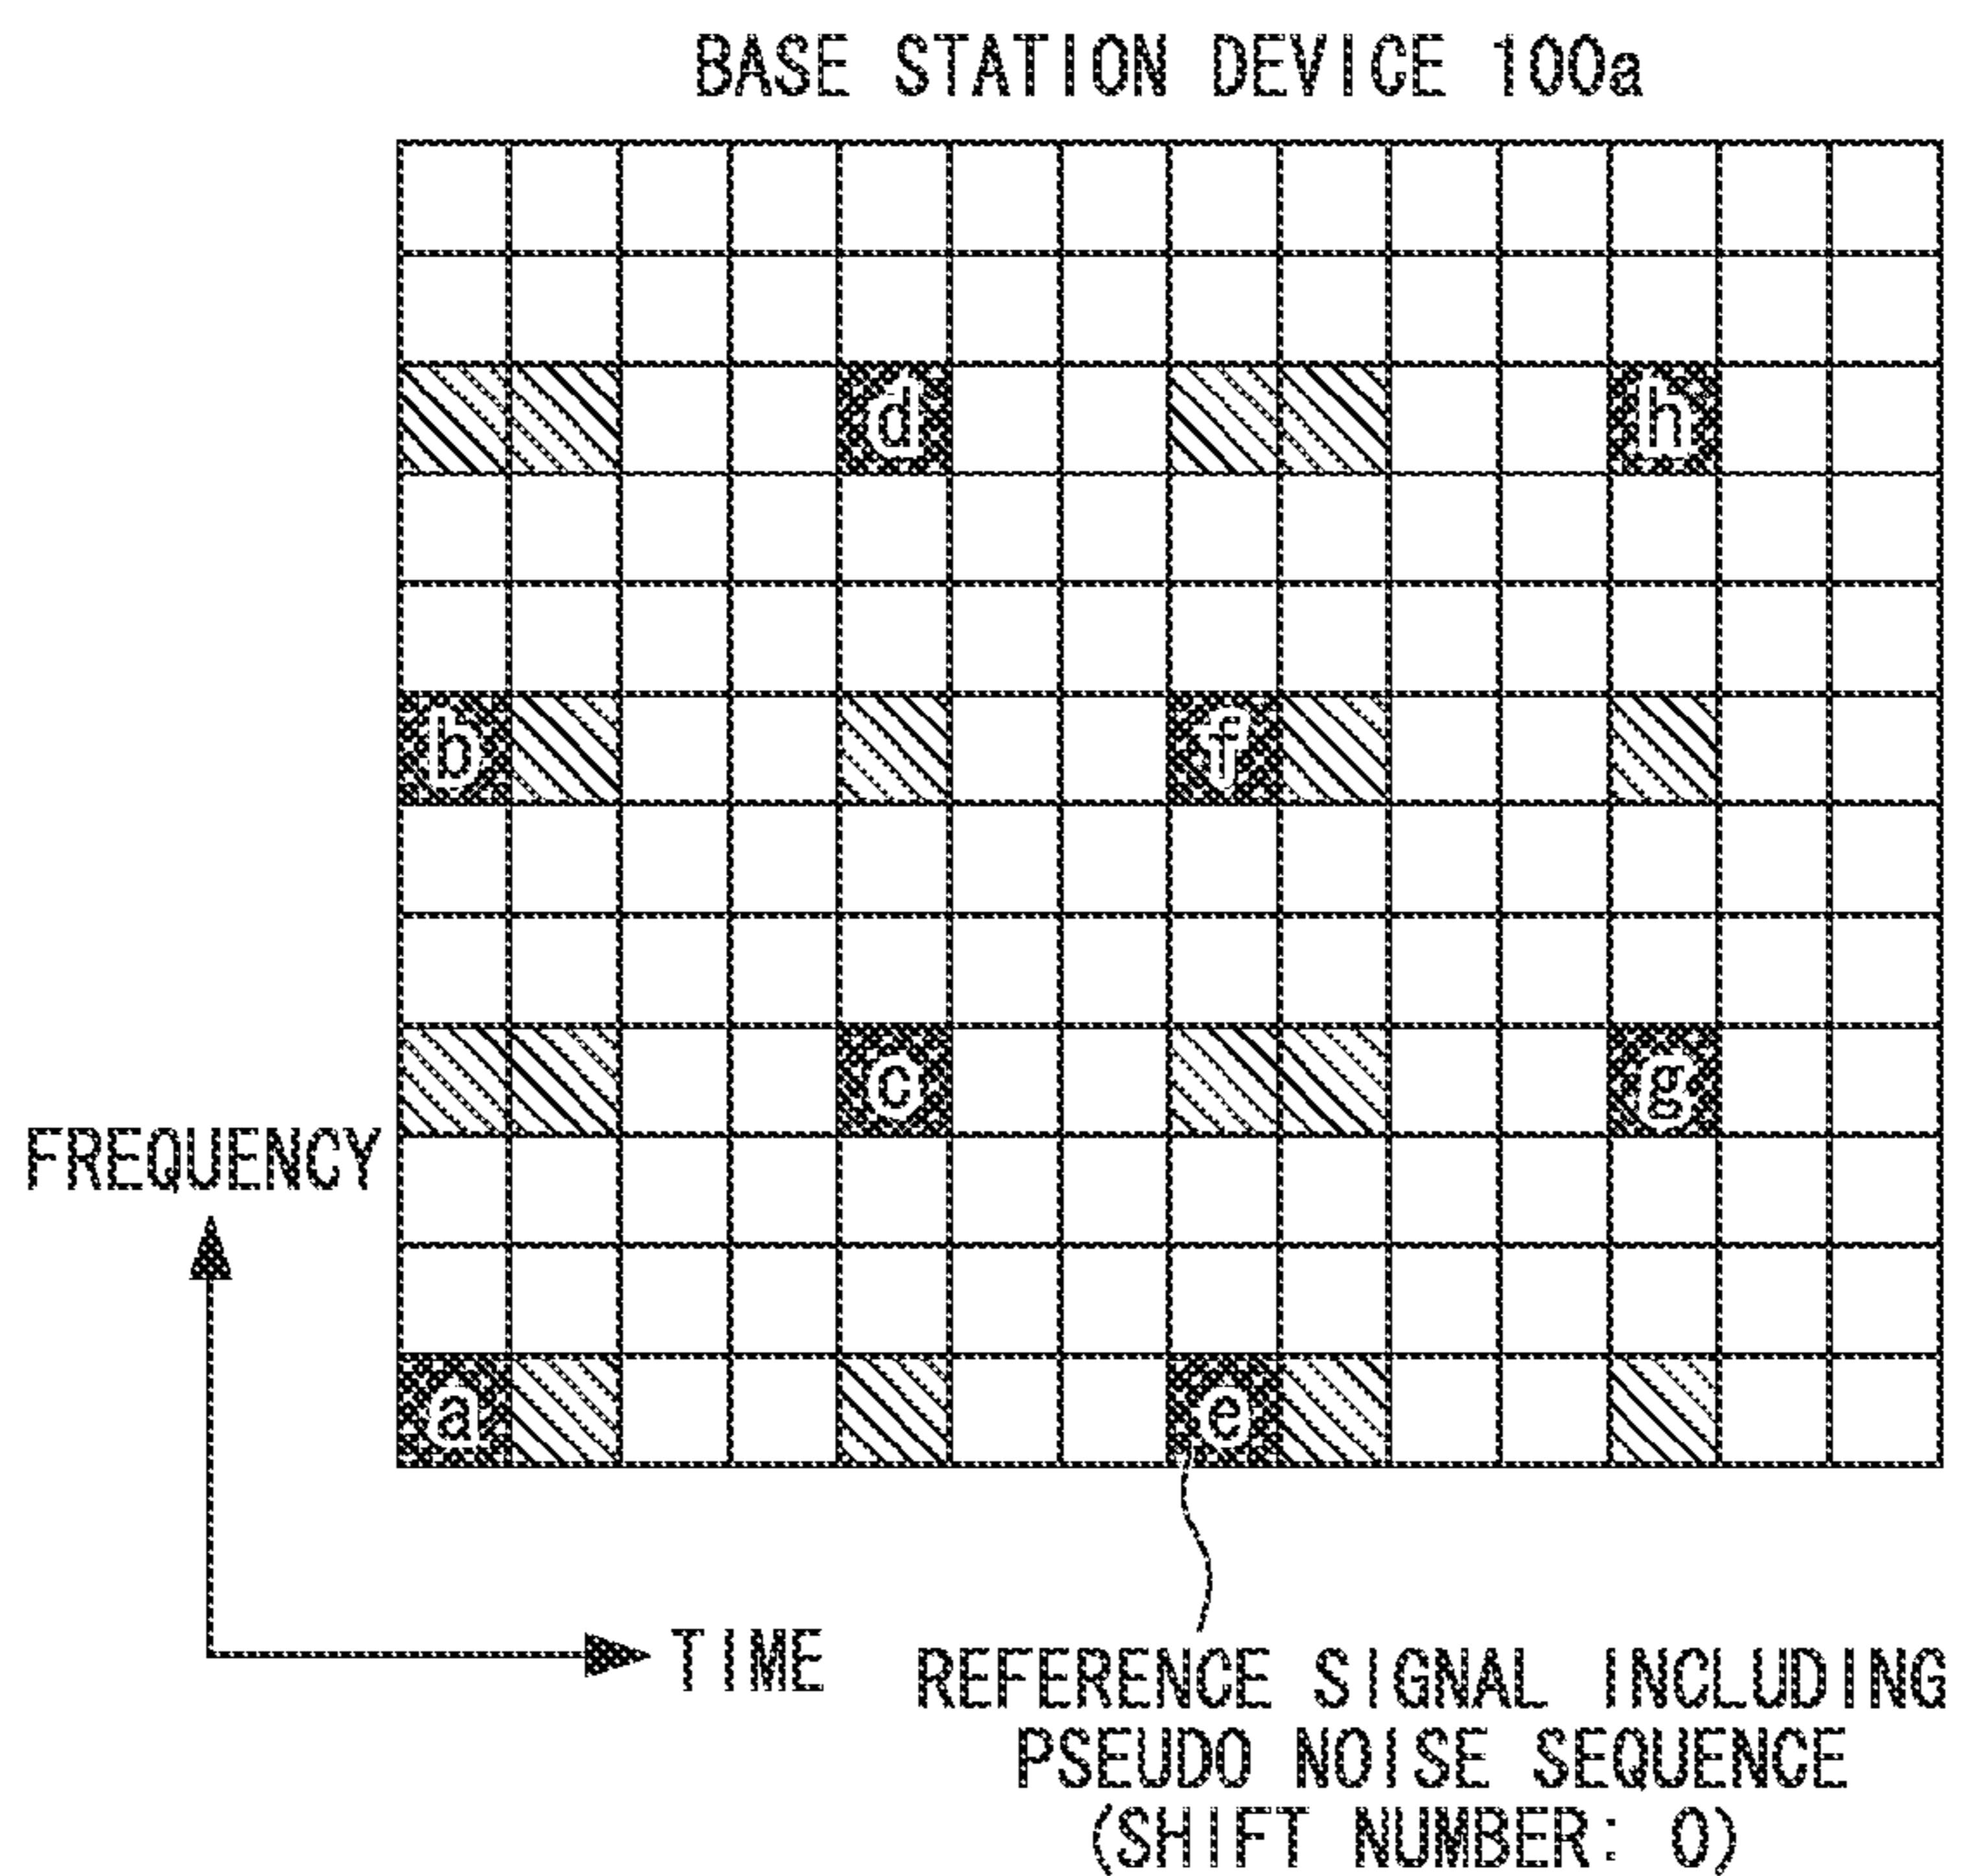 BASE STATION DEVICE 100a
d h
b f
c g
FREQUENCY
a e
TIME
REFERENCE SIGNAL INCLUDING
PSEUDO NOISE SEQUENCE
(SHIFT NUMBER: 0)